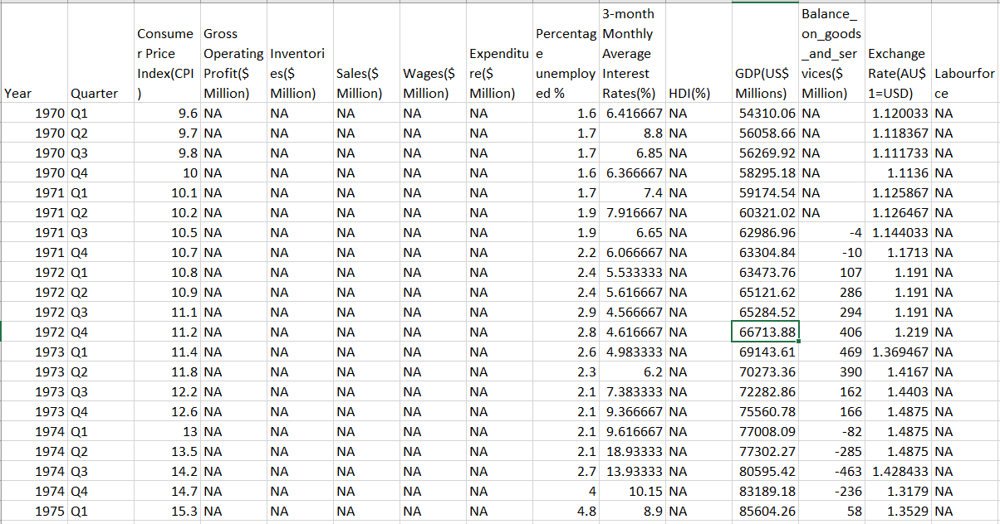 Year Quarter Consumer Price Index(CPI) Gross Operating Profit($ Million) Inventories($ Million) Sales($ Million) Wages($ Million) Expenditure($ Million) Percentage unemployed % 3-month Monthly Average Interest Rates(%) HDI(%) GDP(US$ Millions) Balance_on_goods_and_services($ Million) Exchange Rate(AU$1=USD) Labourforce
1970 Q1 9.6 NA NA NA NA NA 1.6 6.416667 NA 54310.06 NA 1.120033 NA
1970 Q2 9.7 NA NA NA NA NA 1.7 8.8 NA 56058.66 NA 1.118367 NA
1970 Q3 9.8 NA NA NA NA NA 1.7 6.85 NA 56269.92 NA 1.111733 NA
1970 Q4 10 NA NA NA NA NA 1.6 6.366667 NA 58295.18 NA 1.1136 NA
1971 Q1 10.1 NA NA NA NA NA 1.7 7.4 NA 59174.54 NA 1.125867 NA
1971 Q2 10.2 NA NA NA NA NA 1.9 7.916667 NA 60321.02 NA 1.126467 NA
1971 Q3 10.5 NA NA NA NA NA 1.9 6.65 NA 62986.96 -4 1.144033 NA
1971 Q4 10.7 NA NA NA NA NA 2.2 6.066667 NA 63304.84 -10 1.1713 NA
1972 Q1 10.8 NA NA NA NA NA 2.4 5.533333 NA 63473.76 107 1.191 NA
1972 Q2 10.9 NA NA NA NA NA 2.4 5.616667 NA 65121.62 286 1.191 NA
1972 Q3 11.1 NA NA NA NA NA 2.9 4.566667 NA 65284.52 294 1.191 NA
1972 Q4 11.2 NA NA NA NA NA 2.8 4.616667 NA 66713.88 406 1.219 NA
1973 Q1 11.4 NA NA NA NA NA 2.6 4.983333 NA 69143.61 469 1.369467 NA
1973 Q2 11.8 NA NA NA NA NA 2.3 6.2 NA 70273.36 390 1.4167 NA
1973 Q3 12.2 NA NA NA NA NA 2.1 7.383333 NA 72282.86 162 1.4403 NA
1973 Q4 12.6 NA NA NA NA NA 2.1 9.366667 NA 75560.78 166 1.4875 NA
1974 Q1 13 NA NA NA NA NA 2.1 9.616667 NA 77008.09 -82 1.4875 NA
1974 Q2 13.5 NA NA NA NA NA 2.1 18.93333 NA 77302.27 -285 1.4875 NA
1974 Q3 14.2 NA NA NA NA NA 2.7 13.93333 NA 80595.42 -463 1.428433 NA
1974 Q4 14.7 NA NA NA NA NA 4 10.15 NA 83189.18 -236 1.3179 NA
1975 Q1 15.3 NA NA NA NA NA 4.8 8.9 NA 85604.26 58 1.3529 NA